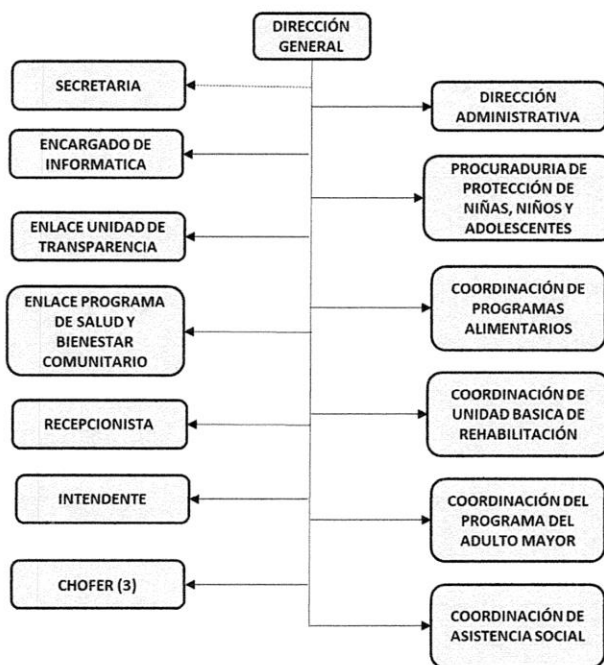 DIRECCIÓN
GENERAL
SECRETARIA
ENCARGADO DE
INFORMATICA
ENLACE UNIDAD DE
TRANSPARENCIA
ENLACE PROGRAMA
DE SALUD Y
BIENESTAR
COMUNITARIO
RECEPCIONISTA
INTENDENTE
CHOFER (3)
DIRECCIÓN
ADMINISTRATIVA
PROCURADURIA DE
PROTECCIÓN DE
NIÑAS, NIÑOS Y
ADOLESCENTES
COORDINACIÓN DE
PROGRAMAS
ALIMENTARIOS
COORDINACIÓN DE
UNIDAD BASICA DE
REHABILITACIÓN
COORDINACIÓN DEL
PROGRAMA DEL
ADULTO MAYOR
COORDINACIÓN DE
ASISTENCIA SOCIAL